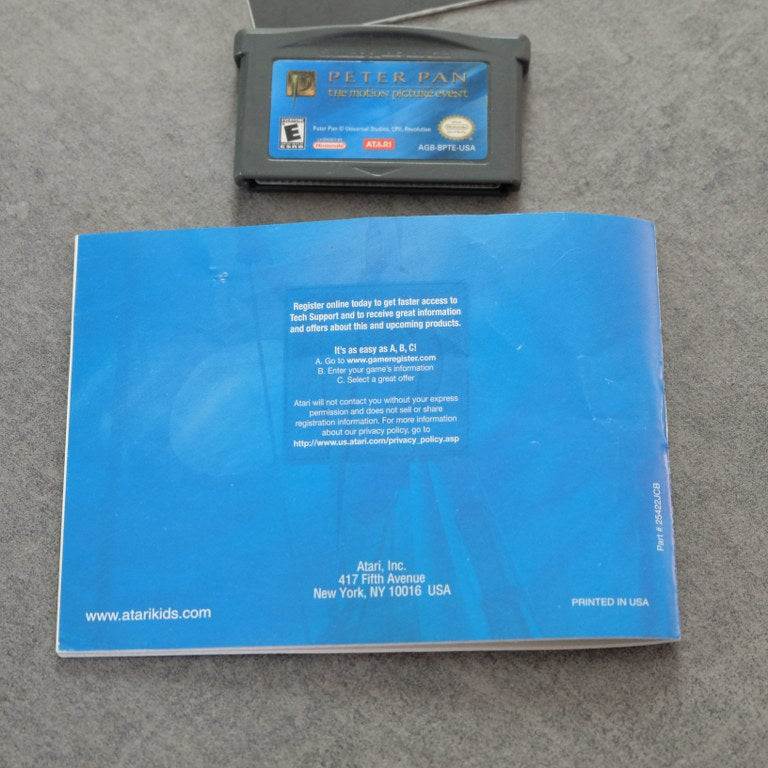 PETER PAN
THE MOTION PICTURE EVENT
EVERYONE
E
ESRB
Peter Pan © Universal Studios, CPII, Revolution
LICENSED BY
Nintendo
ATARI
Nintendo
AGB-BPTE-USA
Register online today to get faster access to
Tech Support and to receive great information
and offers about this and upcoming products.
It's as easy as A, B, C!
A. Go to www.gameregister.com
B. Enter your game's information
C. Select a great offer
Atari will not contact you without your express
permission and does not sell or share
registration information. For more information
about our privacy policy, go to
http://www.us.atari.com/privacy_policy.asp
Part # 25422JCB
Atari, Inc.
417 Fifth Avenue
New York, NY 10016 USA
www.atarikids.com
PRINTED IN USA